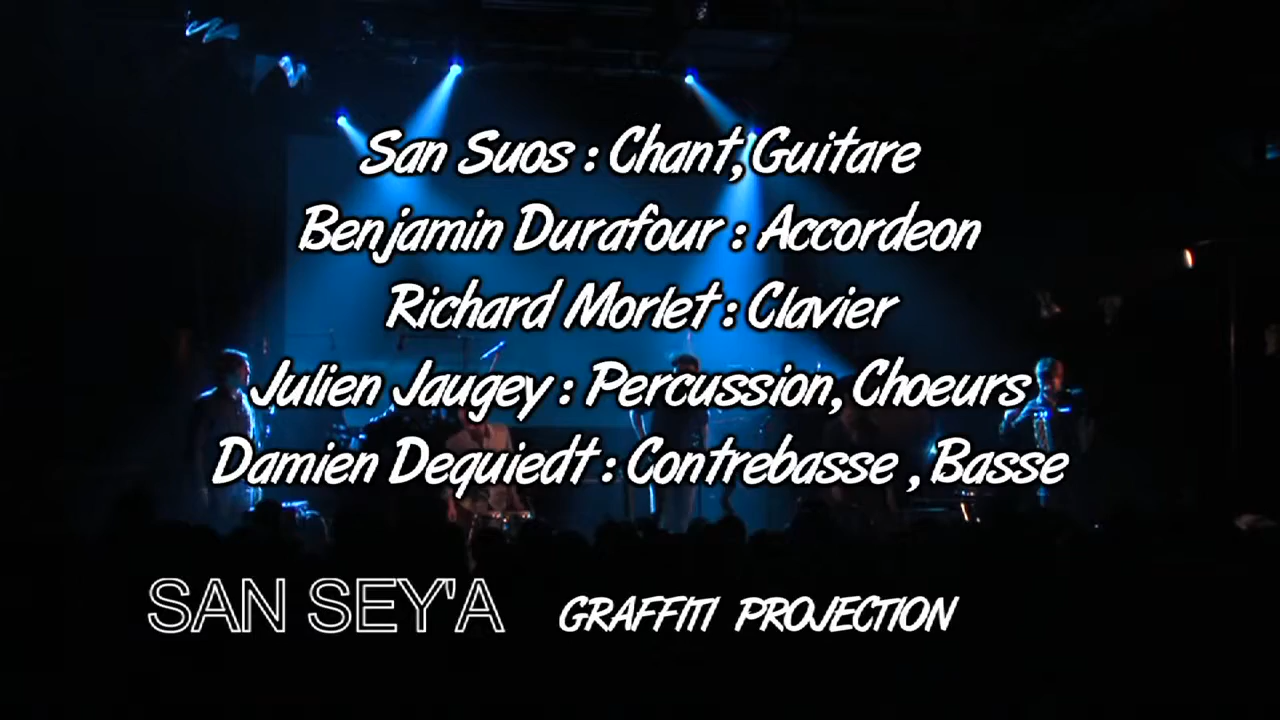 San Suos : Chant, Guitare
Benjamin Durafour : Accordeon
Richard Morlet : Clavier
Julien Jaugey : Percussion, Choeurs
Damien Dequiedt : Contrebasse , Basse
SAN SEY'A GRAFFITI PROJECTION